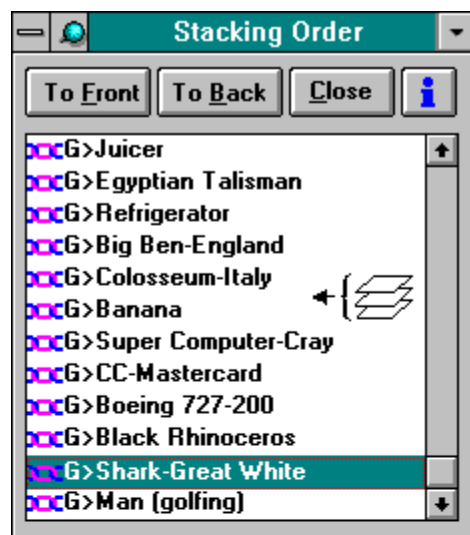 Stacking Order
To Front To Back Close i
G>Juicer
G>Egyptian Talisman
G>Refrigerator
G>Big Ben-England
G>Colosseum-Italy
G>Banana
G>Super Computer-Cray
G>CC-Mastercard
G>Boeing 727-200
G>Black Rhinoceros
G>Shark-Great White
G>Man (golfing)